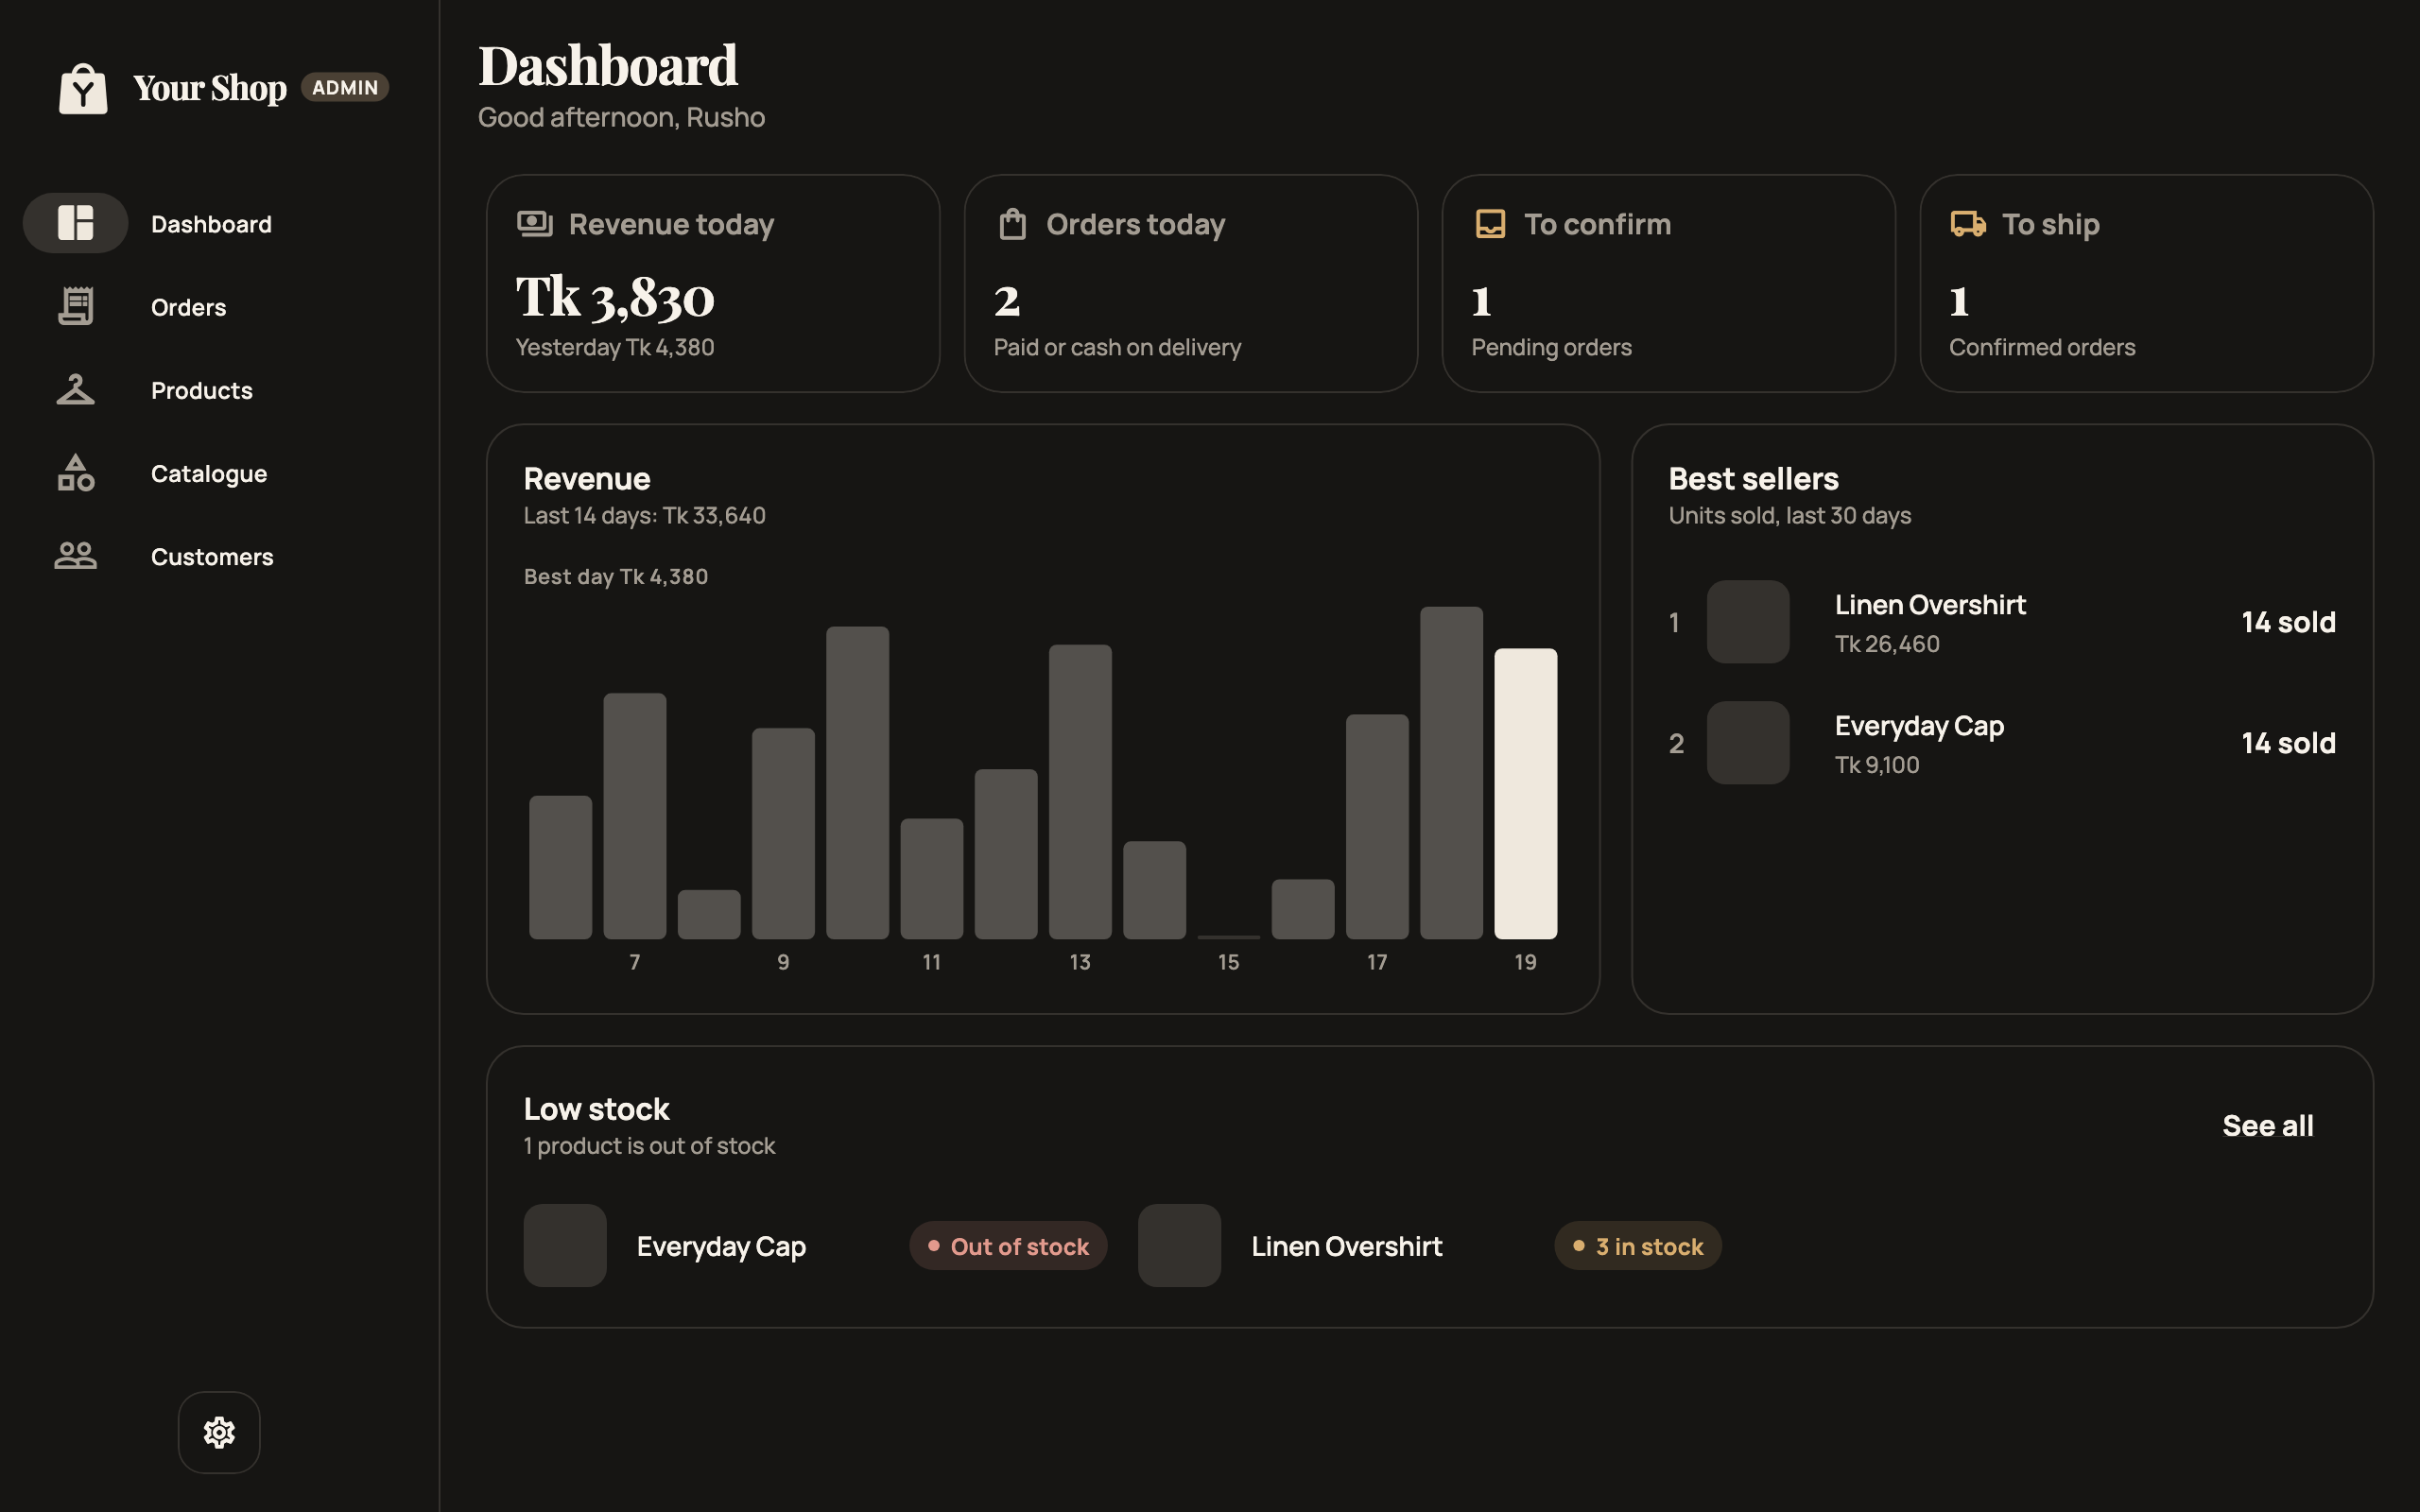 Your Shop ADMIN
Dashboard
Orders
Products
Catalogue
Customers
Dashboard
Good afternoon, Rusho
Revenue today
Tk 3,830
Yesterday Tk 4,380
Orders today
2
Paid or cash on delivery
To confirm
1
Pending orders
To ship
1
Confirmed orders
Revenue
Last 14 days: Tk 33,640
Best day Tk 4,380
7 9 11 13 15 17 19
Best sellers
Units sold, last 30 days
1 Linen Overshirt 14 sold
Tk 26,460
2 Everyday Cap 14 sold
Tk 9,100
Low stock
1 product is out of stock
See all
Everyday Cap Out of stock Linen Overshirt 3 in stock